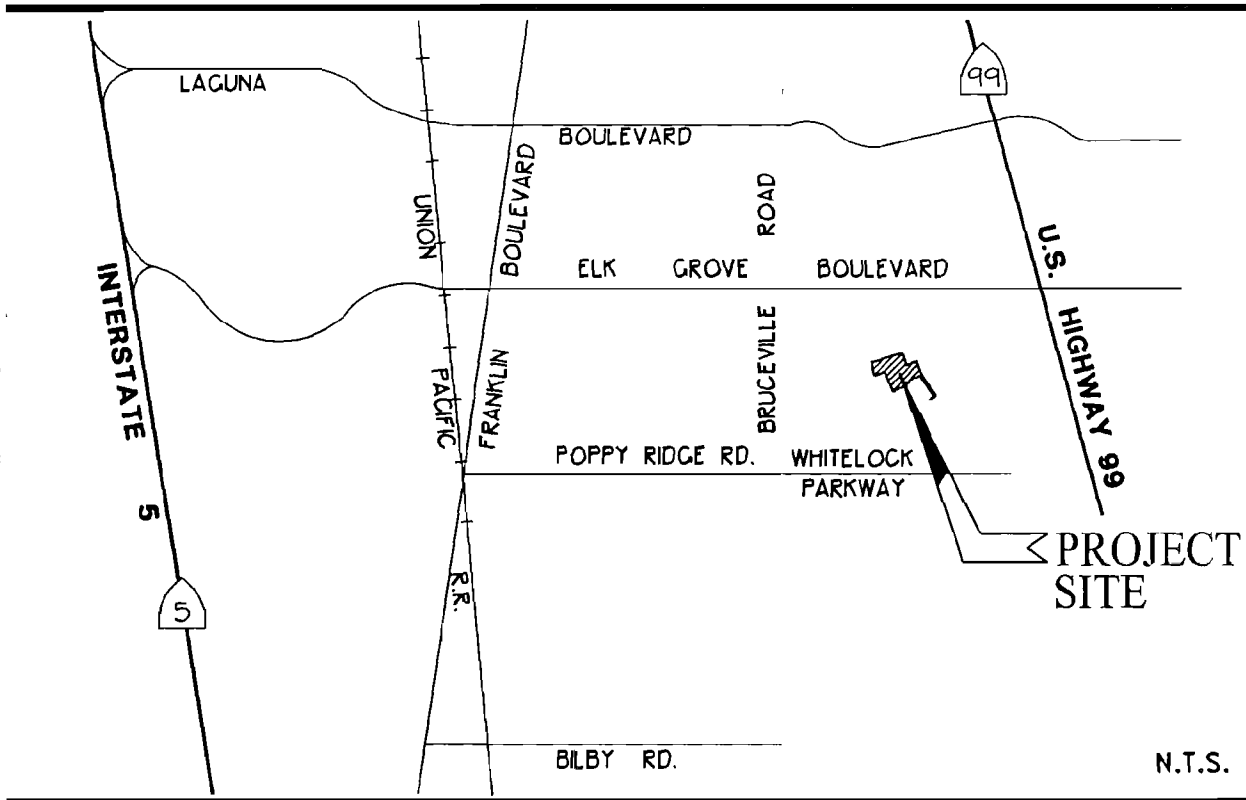 LAGUNA
BOULEVARD
99
BOULEVARD
ROAD
UNION
ELK GROVE BOULEVARD
U.S. HIGHWAY 99
INTERSTATE 5
PACIFIC
FRANKLIN
BRUCEVILLE
POPPY RIDGE RD.
WHITELOCK
PARKWAY
PROJECT
SITE
R.R.
5
BILBY RD.
N.T.S.